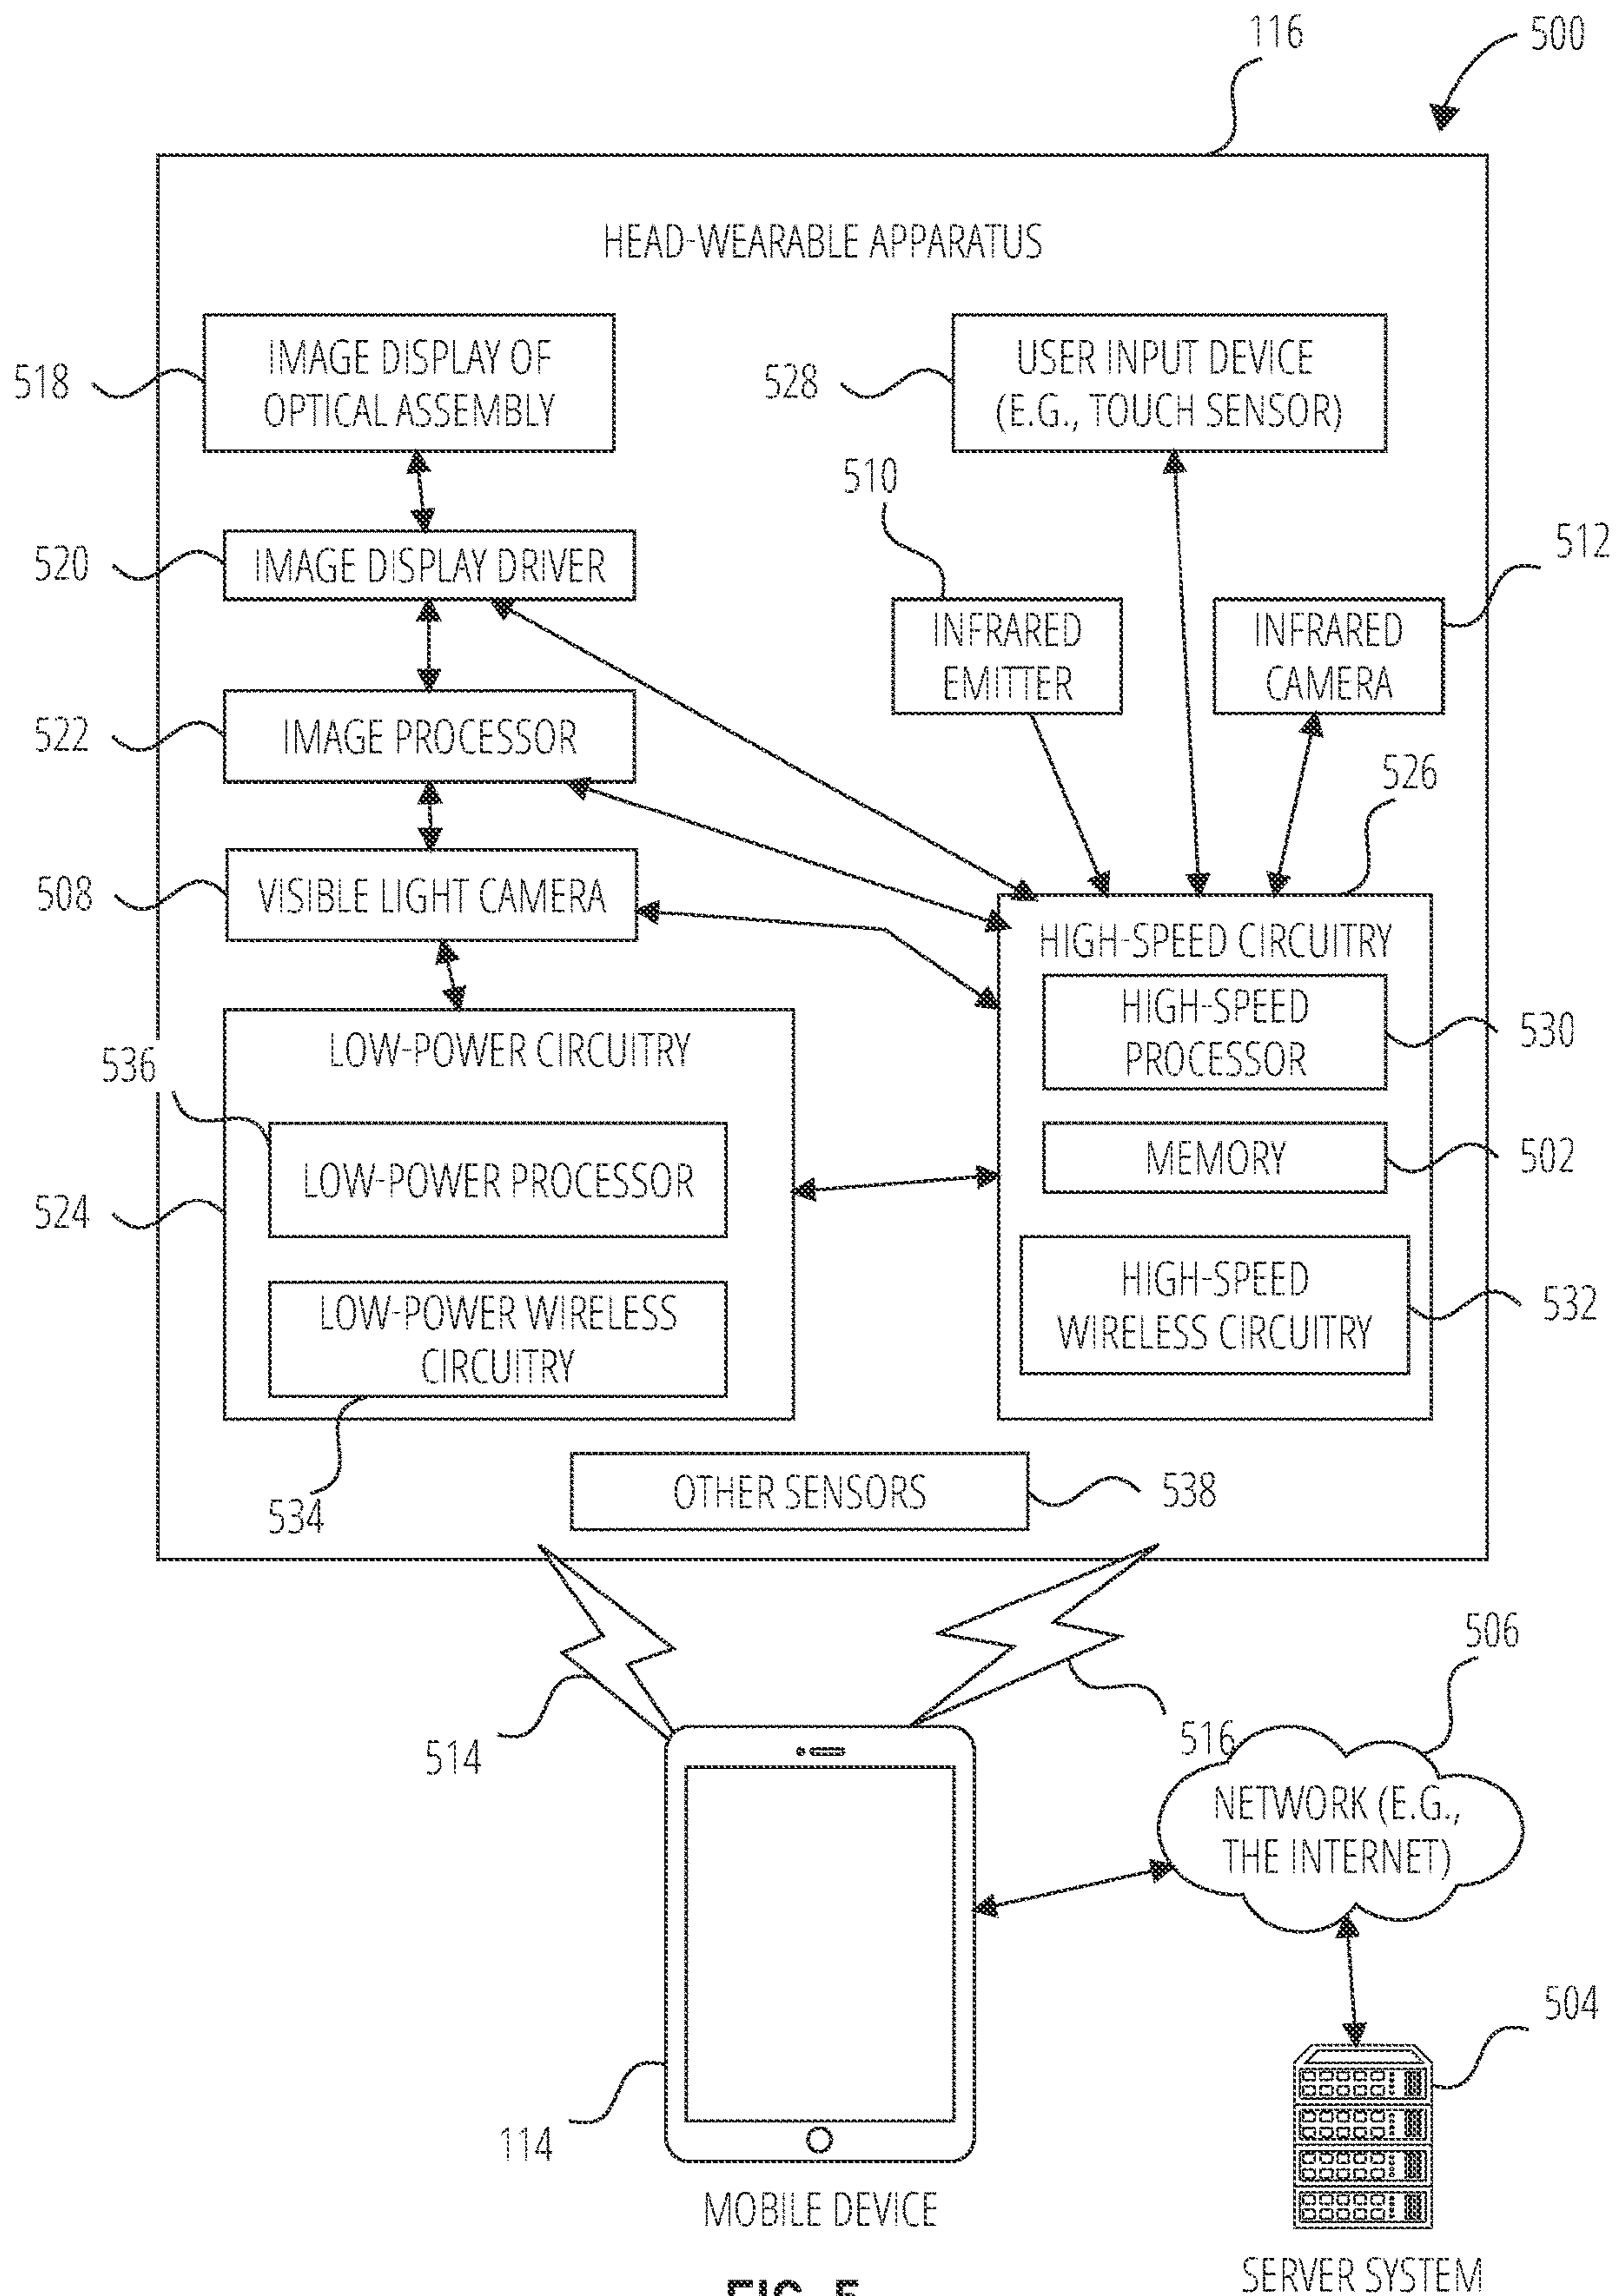 116
500
HEAD-WEARABLE APPARATUS
518
IMAGE DISPLAY OF
OPTICAL ASSEMBLY
528
USER INPUT DEVICE
(E.G., TOUCH SENSOR)
510
512
520
IMAGE DISPLAY DRIVER
INFRARED
EMITTER
INFRARED
CAMERA
522
IMAGE PROCESSOR
526
508
VISIBLE LIGHT CAMERA
HIGH-SPEED CIRCUITRY
HIGH-SPEED
PROCESSOR
530
536
LOW-POWER CIRCUITRY
LOW-POWER PROCESSOR
MEMORY
502
524
LOW-POWER WIRELESS
CIRCUITRY
HIGH-SPEED
WIRELESS CIRCUITRY
532
534
OTHER SENSORS
538
506
514
516
NETWORK (E.G.,
THE INTERNET)
504
114
MOBILE DEVICE
SERVER SYSTEM
FIG. 5